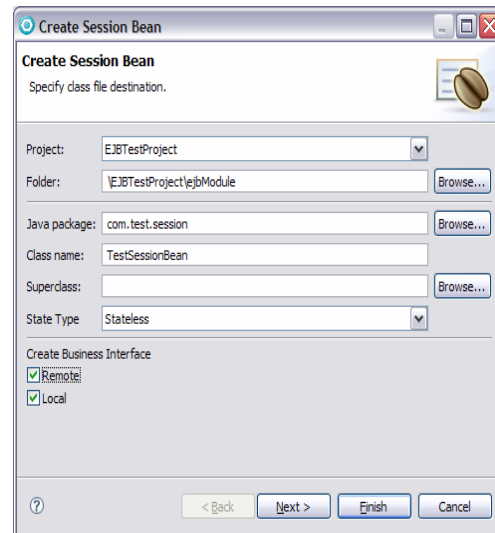 Create Session Bean
Create Session Bean
Specify class file destination.
Project: EJBTestProject
Folder: \EJBTestProject\ejbModule Browse...
Java package: com.test.session Browse...
Class name: TestSessionBean
Superclass: Browse...
State Type Stateless
Create Business Interface
Remote
Local
? < Back Next > Finish Cancel